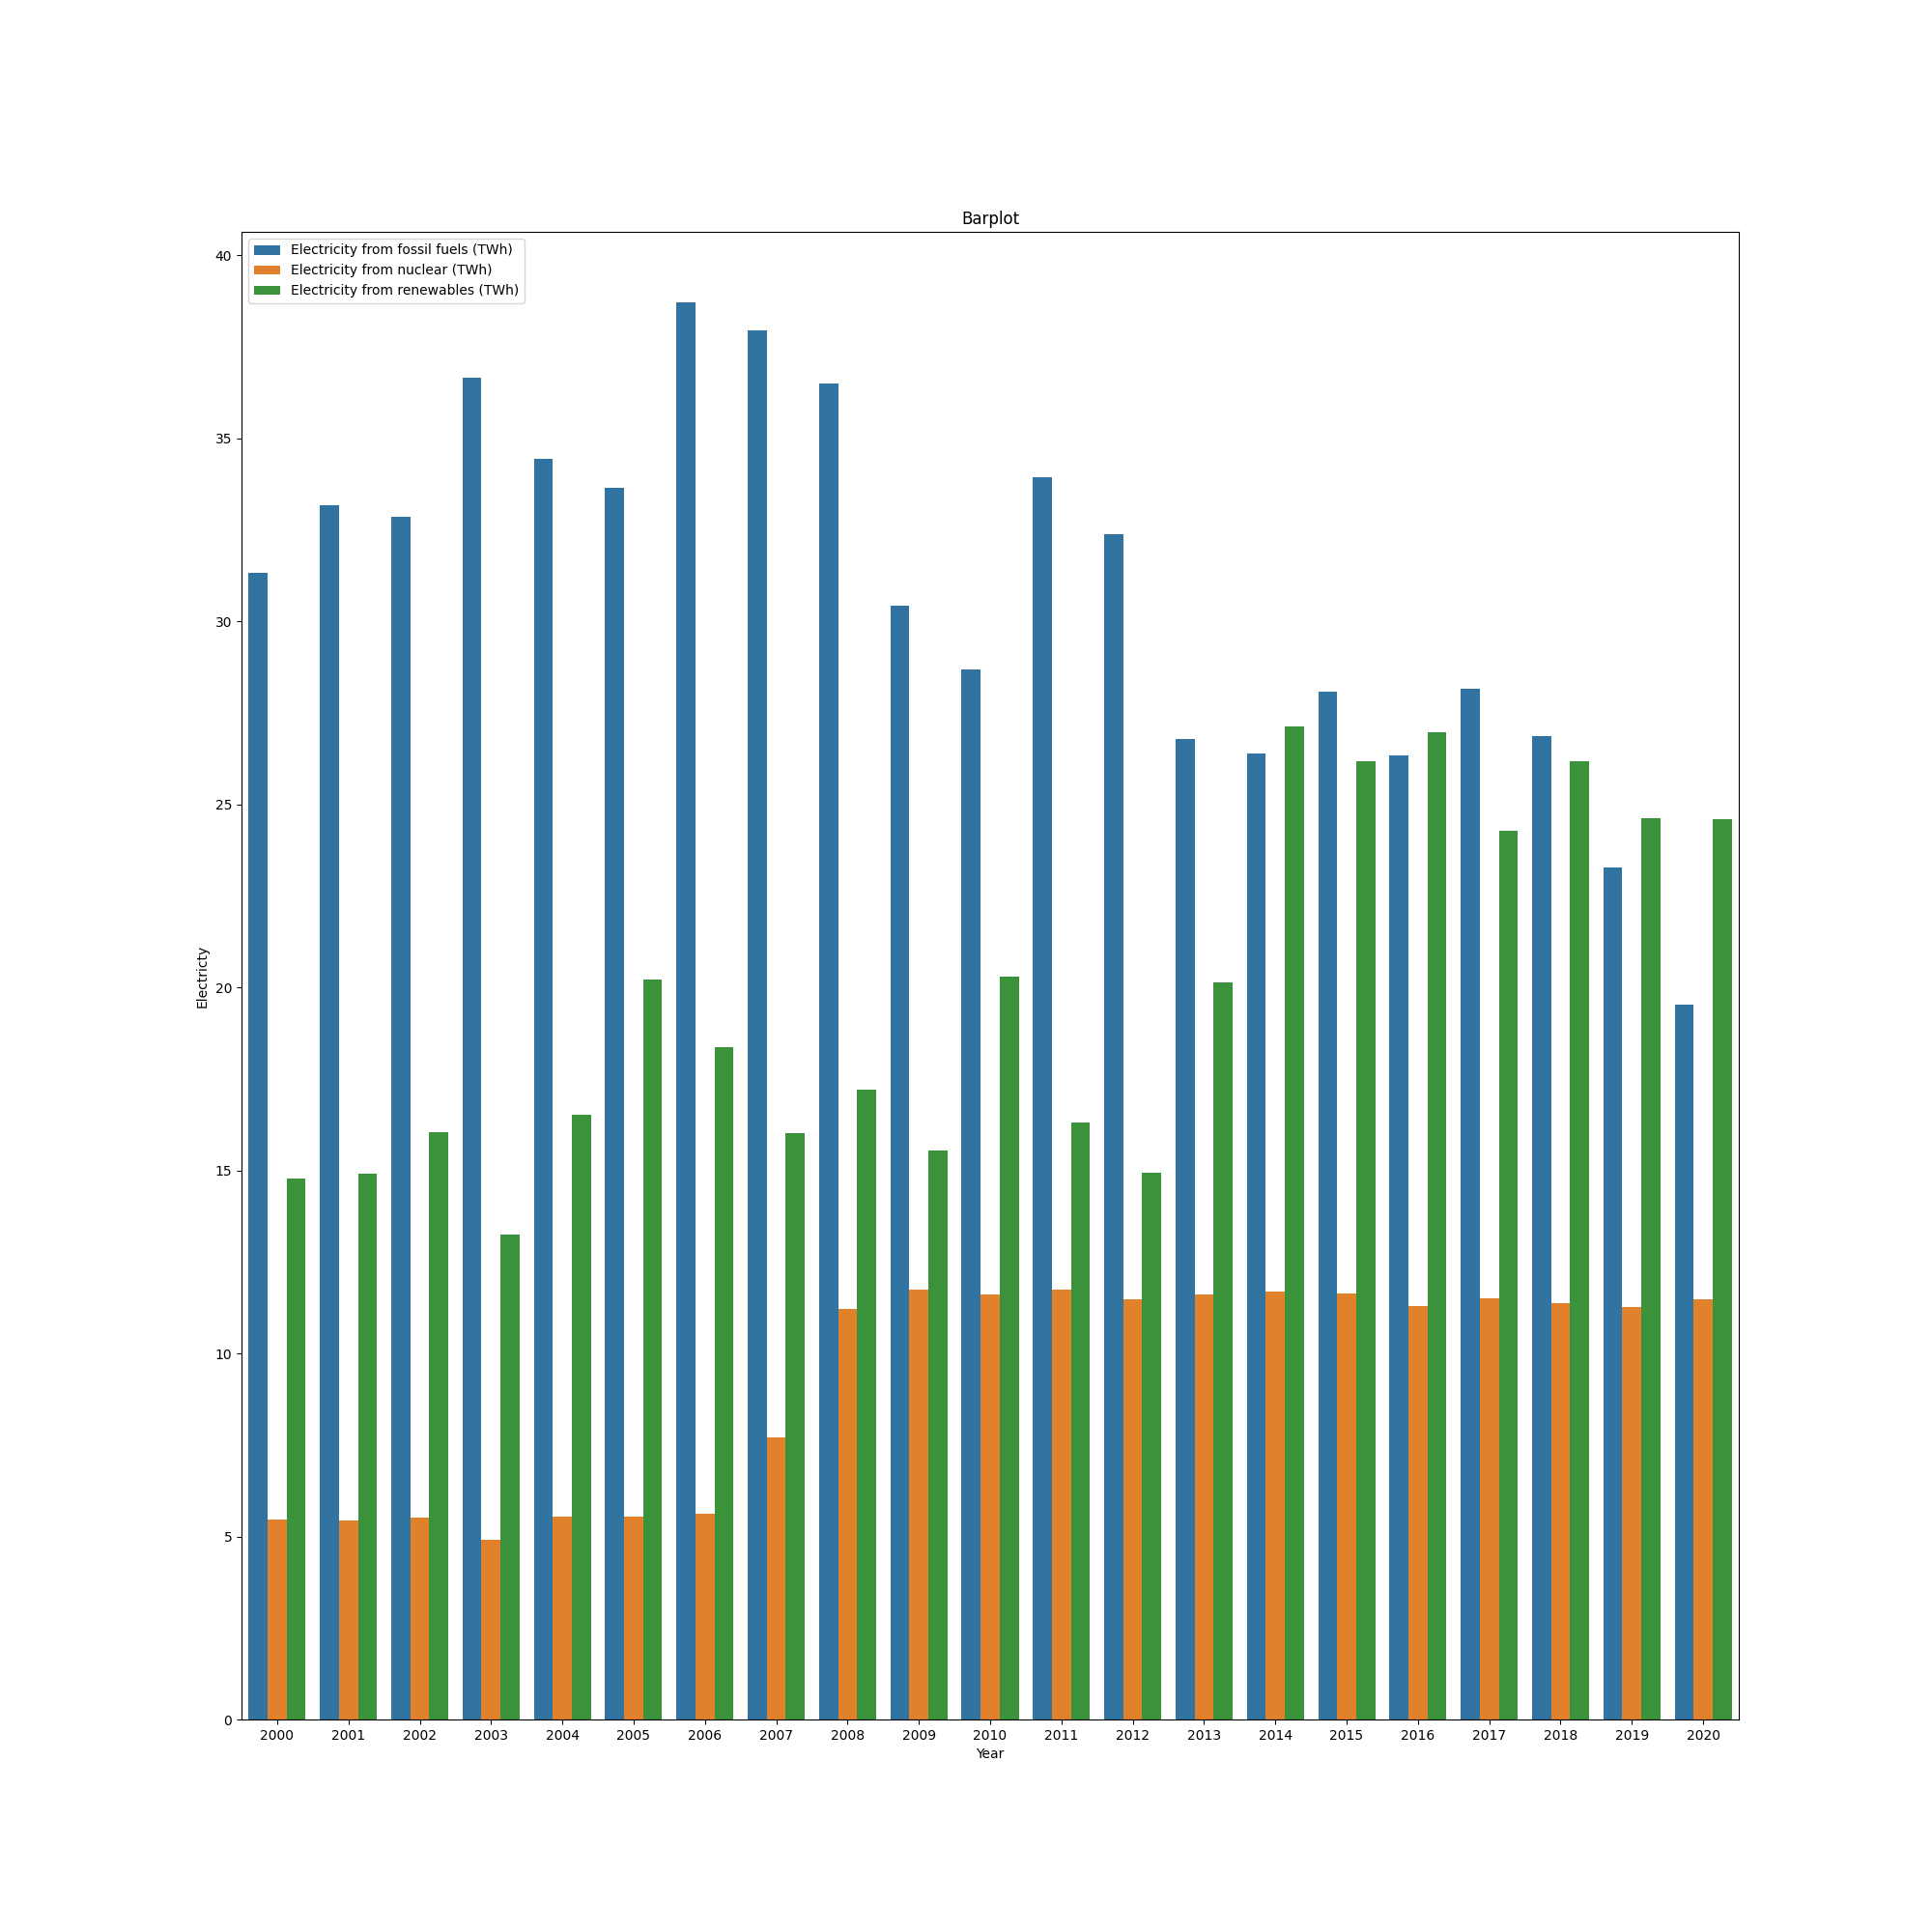 Barplot
Electricity from fossil fuels (TWh)
Electricity from nuclear (TWh)
Electricity from renewables (TWh)
40
35
30
25
20
15
10
5
0
Electricty
2000 2001 2002 2003 2004 2005 2006 2007 2008 2009 2010 2011 2012 2013 2014 2015 2016 2017 2018 2019 2020
Year